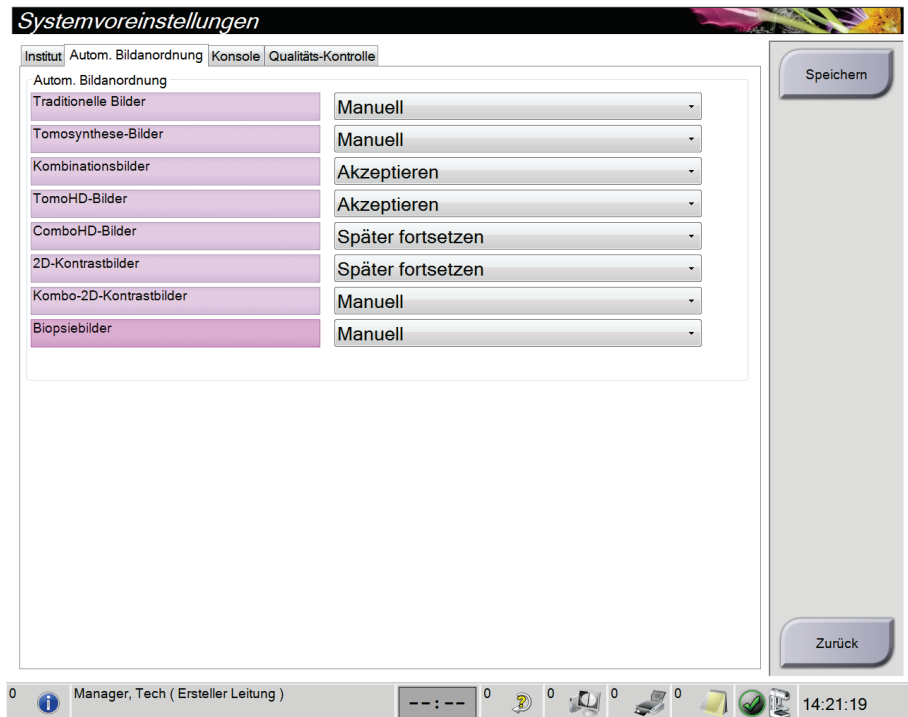 Systemvoreinstellungen
Institut Autom. Bildanordnung Konsole Qualitäts-Kontrolle
Speichern
Autom. Bildanordnung
Traditionelle Bilder Manuell
Tomosynthese-Bilder Manuell
Kombinationsbilder Akzeptieren
TomoHD-Bilder Akzeptieren
ComboHD-Bilder Später fortsetzen
2D-Kontrastbilder Später fortsetzen
Kombo-2D-Kontrastbilder Manuell
Biopsiebilder Manuell
Zurück
0 Manager, Tech ( Ersteller Leitung ) --:-- 0 0 0 0 14:21:19